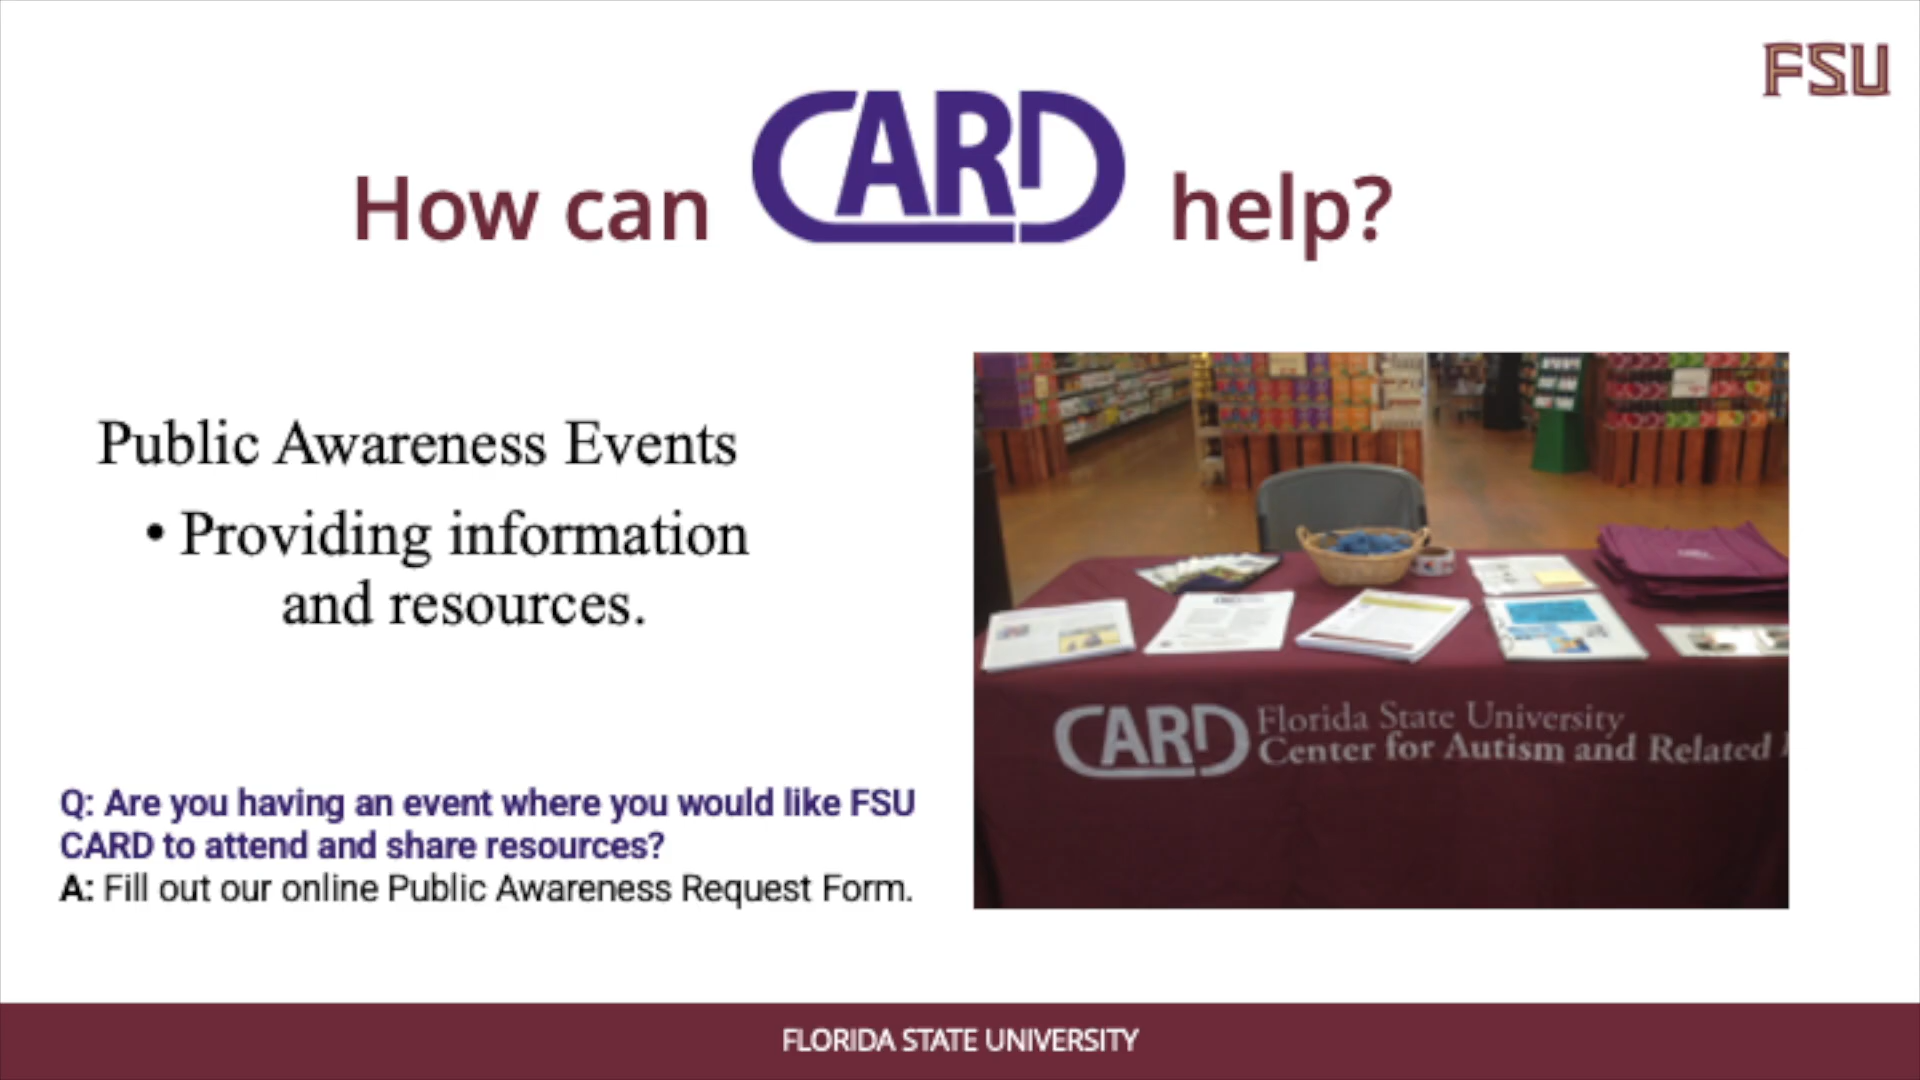 FSU
How can CARD help?
Public Awareness Events
• Providing information
and resources.
Q: Are you having an event where you would like FSU
CARD to attend and share resources?
A: Fill out our online Public Awareness Request Form.
CARD Florida State University
Center for Autism and Related
FLORIDA STATE UNIVERSITY